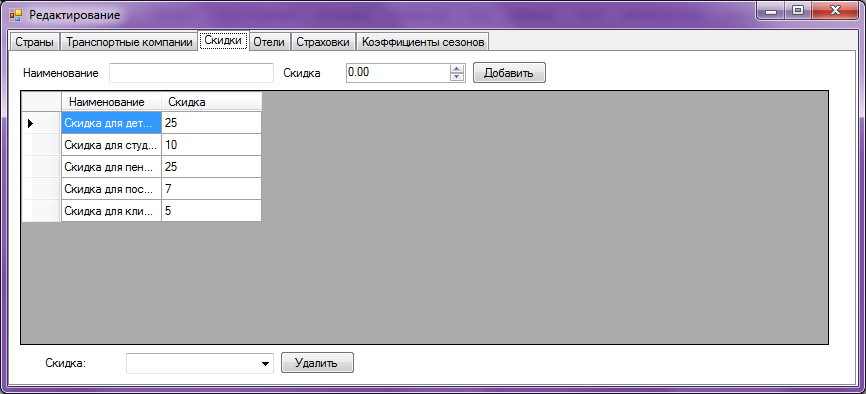 Редактирование
Страны Транспортные компании Скидки Отели Страховки Коэффициенты сезонов
Наименование Скидка 0.00 Добавить
Наименование Скидка
Скидка для дет... 25
Скидка для студ... 10
Скидка для пен... 25
Скидка для пос... 7
Скидка для кли... 5
Скидка: Удалить